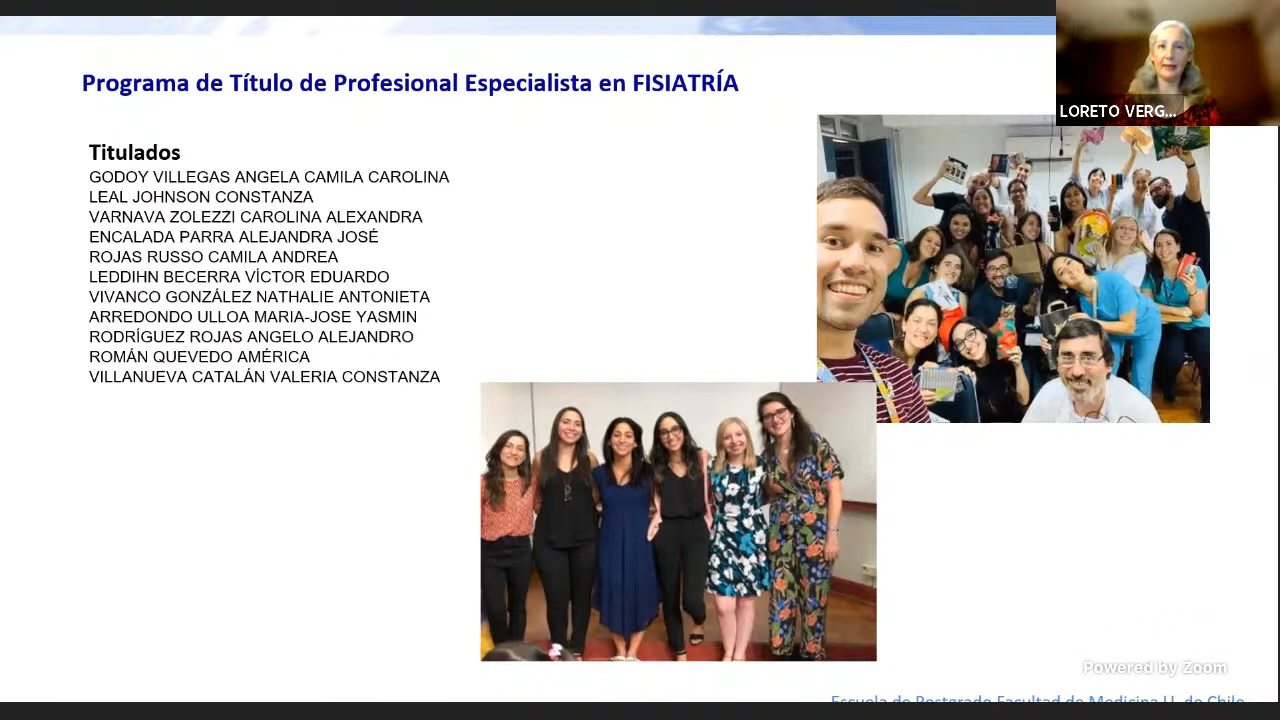 Programa de Título de Profesional Especialista en FISIATRÍA
LORETO VERG...
Titulados
GODOY VILLEGAS ANGELA CAMILA CAROLINA
LEAL JOHNSON CONSTANZA
VARNAVA ZOLEZZI CAROLINA ALEXANDRA
ENCALADA PARRA ALEJANDRA JOSÉ
ROJAS RUSSO CAMILA ANDREA
LEDDIHN BECERRA VÍCTOR EDUARDO
VIVANCO GONZÁLEZ NATHALIE ANTONIETA
ARREDONDO ULLOA MARIA-JOSE YASMIN
RODRÍGUEZ ROJAS ANGELO ALEJANDRO
ROMÁN QUEVEDO AMÉRICA
VILLANUEVA CATALÁN VALERIA CONSTANZA
Powered by Zoom
Escuela de Postgrado Facultad de Medicina U. de Chile